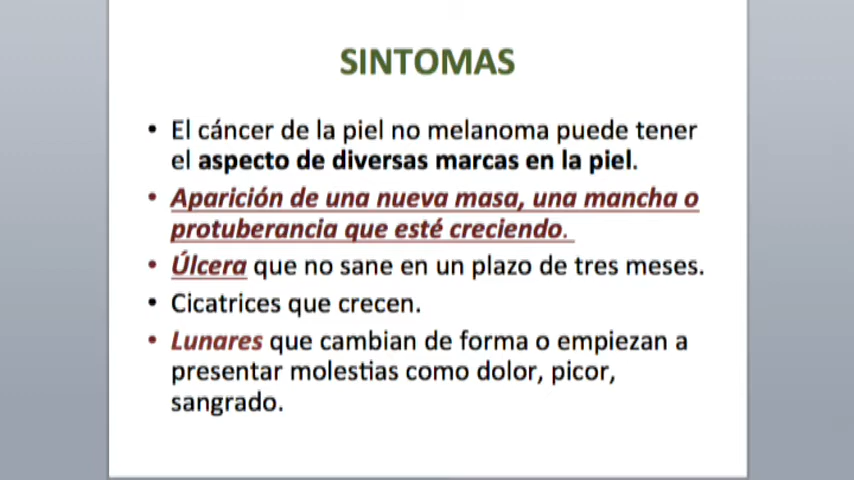 SINTOMAS
• El cáncer de la piel no melanoma puede tener
el aspecto de diversas marcas en la piel.
• Aparición de una nueva masa, una mancha o
protuberancia que esté creciendo.
• Úlcera que no sane en un plazo de tres meses.
• Cicatrices que crecen.
• Lunares que cambian de forma o empiezan a
presentar molestias como dolor, picor,
sangrado.